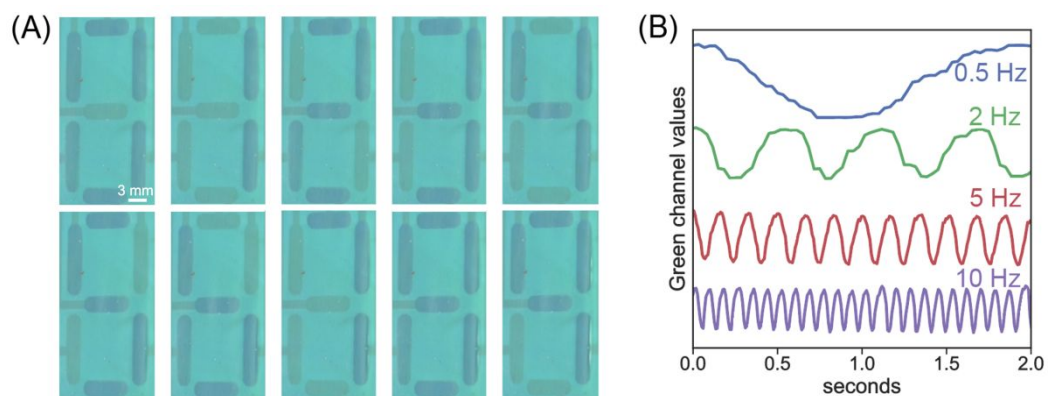 (A)
3 mm
(B)
Green channel values
0.5 Hz
2 Hz
5 Hz
10 Hz
0.0 0.5 1.0 1.5 2.0
seconds